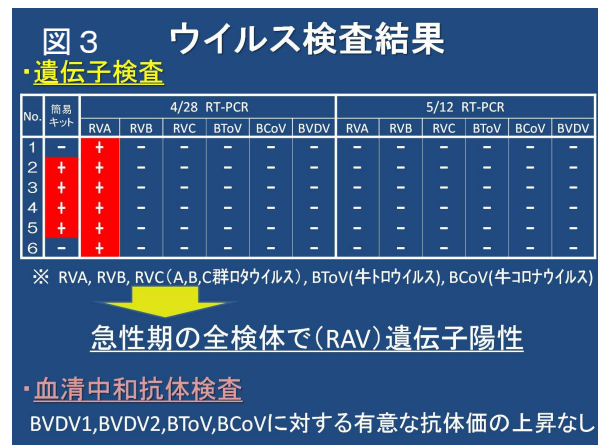 図３ ウイルス検査結果
・遺伝子検査
No. 簡易キット 4/28 RT-PCR 5/12 RT-PCR
RVA RVB RVC BToV BCoV BVDV RVA RVB RVC BToV BCoV BVDV
1 − + − − − − − − − − − − −
2 + + − − − − − − − − − − −
3 + + − − − − − − − − − − −
4 + + − − − − − − − − − − −
5 + + − − − − − − − − − − −
6 − + − − − − − − − − − − −
※ RVA, RVB, RVC(A,B,C群ロタウイルス), BToV(牛トロウイルス), BCoV(牛コロナウイルス)
急性期の全検体で(RAV)遺伝子陽性
・血清中和抗体検査
BVDV1,BVDV2,BToV,BCoVに対する有意な抗体価の上昇なし